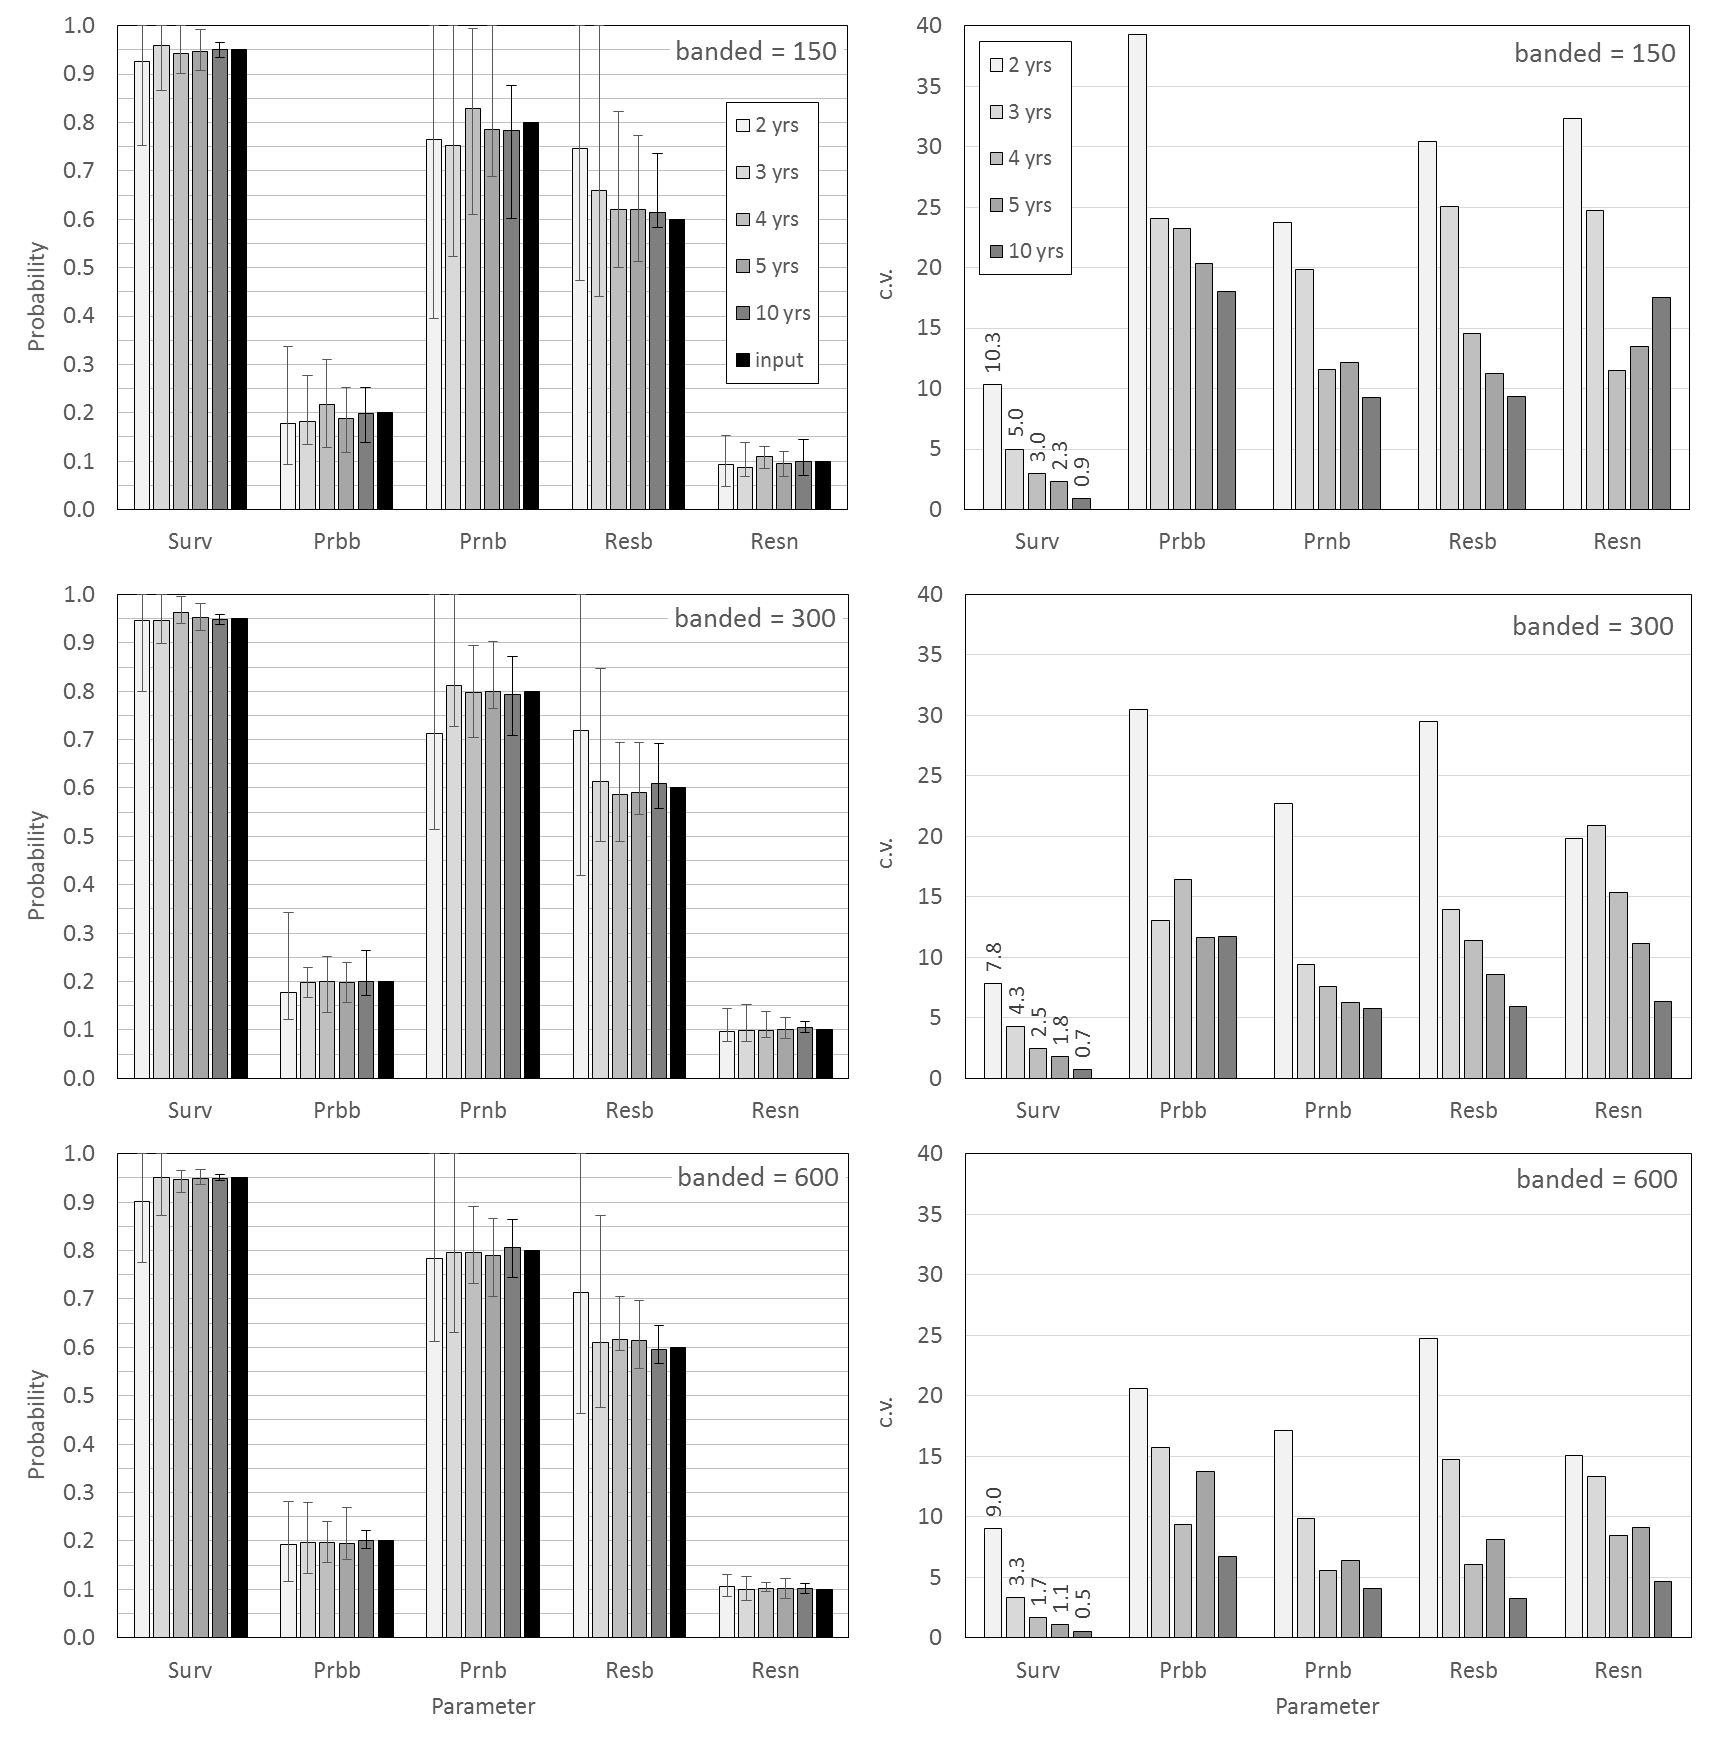 banded = 150
Probability
1.0
0.9
0.8
0.7
0.6
0.5
0.4
0.3
0.2
0.1
0.0
2 yrs
3 yrs
4 yrs
5 yrs
10 yrs
input
Surv Prbb Prnb Resb Resn
banded = 150
c.v.
40
35
30
25
20
15
10
5
0
2 yrs
3 yrs
4 yrs
5 yrs
10 yrs
10.3
5.0
3.0
2.3
0.9
Surv Prbb Prnb Resb Resn
banded = 300
Probability
1.0
0.9
0.8
0.7
0.6
0.5
0.4
0.3
0.2
0.1
0.0
Surv Prbb Prnb Resb Resn
banded = 300
c.v.
40
35
30
25
20
15
10
5
0
7.8
4.3
2.5
1.8
0.7
Surv Prbb Prnb Resb Resn
banded = 600
Probability
1.0
0.9
0.8
0.7
0.6
0.5
0.4
0.3
0.2
0.1
0.0
Surv Prbb Prnb Resb Resn
Parameter
banded = 600
c.v.
40
35
30
25
20
15
10
5
0
9.0
3.3
1.7
1.1
0.5
Surv Prbb Prnb Resb Resn
Parameter